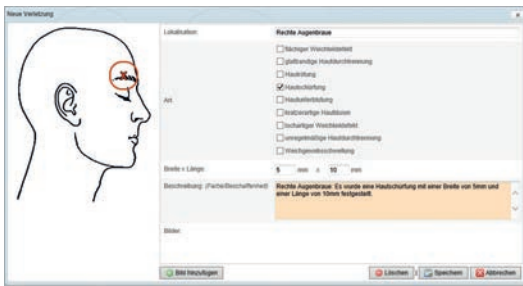 Neue Verletzung
Lokalisation: Rechte Augenbraue
Art
flächiger Weichteildefekt
glattrandige Hautdurchtrennung
Hautrötung
Hautschürfung
Hautunterblutung
kratzerartige Hautläsion
lochartiger Weichteildefekt
unregelmäßige Hautdurchtrennung
Weichgewebsschwellung
Breite x Länge: 5 mm x 10 mm
Beschreibung: (Farbe/Beschaffenheit) Rechte Augenbraue: Es wurde eine Hautschürfung mit einer Breite von 5mm und
einer Länge von 10mm festgestellt.
Bilder:
Bild hinzufügen Löschen Speichern Abbrechen